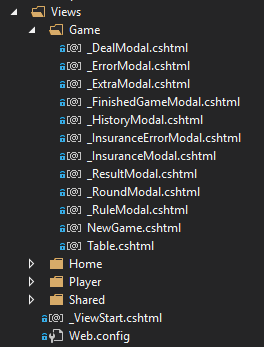 Views
Game
_DealModal.cshtml
_ErrorModal.cshtml
_ExtraModal.cshtml
_FinishedGameModal.cshtml
_HistoryModal.cshtml
_InsuranceErrorModal.cshtml
_InsuranceModal.cshtml
_ResultModal.cshtml
_RoundModal.cshtml
_RuleModal.cshtml
NewGame.cshtml
Table.cshtml
Home
Player
Shared
_ViewStart.cshtml
Web.config